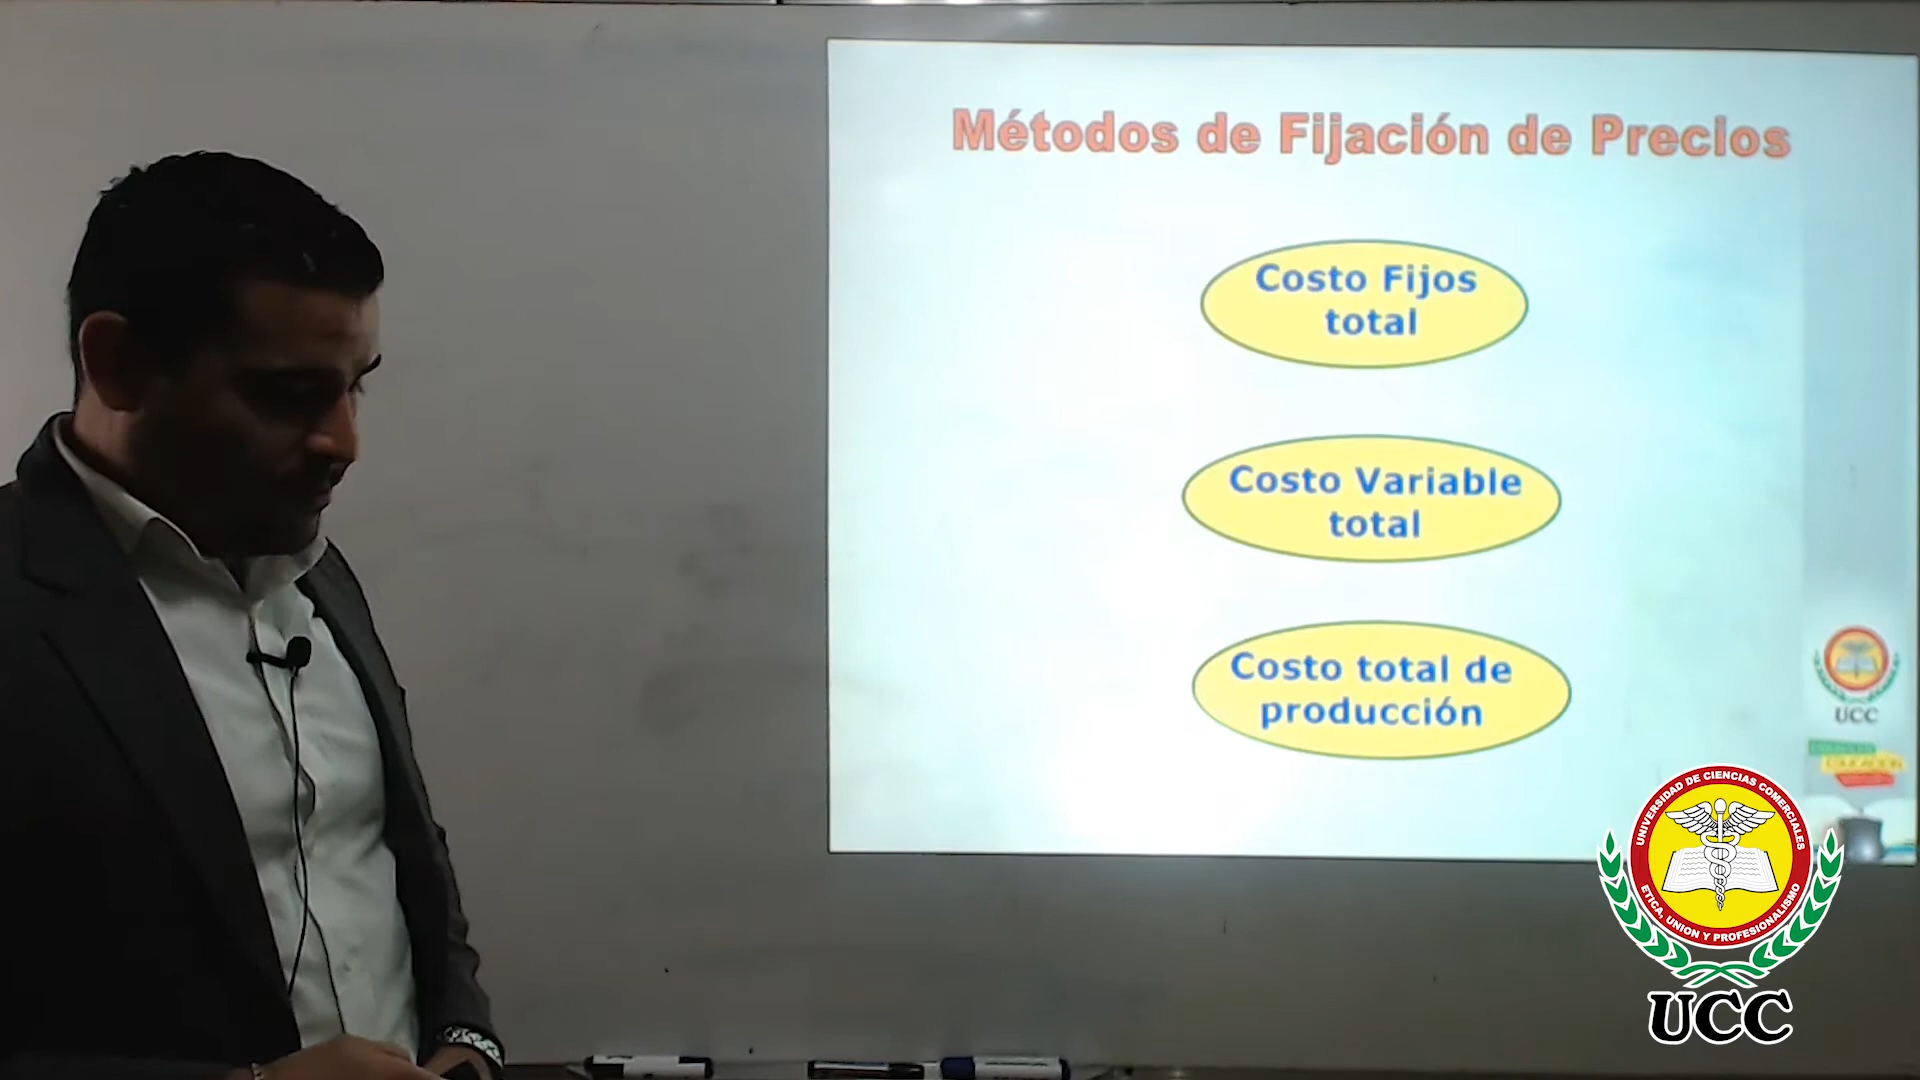 Métodos de Fijación de Precios
Costo Fijos
total
Costo Variable
total
Costo total de
producción
UCC
EDUCACIÓN
UNIVERSIDAD DE CIENCIAS COMERCIALES
ETICA, UNION Y PROFESIONALISMO
UCC